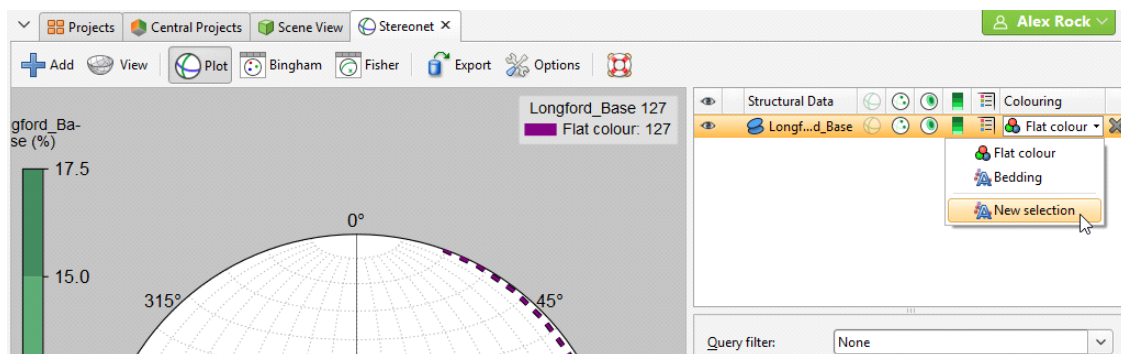 Projects Central Projects Scene View Stereonet ×
Alex Rock
Add View Plot Bingham Fisher Export Options
gford_Ba-
se (%)
17.5
15.0
Longford_Base 127
Flat colour: 127
0°
315°
45°
Structural Data Colouring
Longf...d_Base Flat colour
Flat colour
Bedding
New selection
Query filter: None